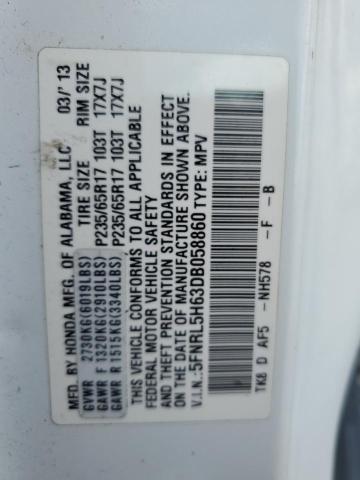 MFD. BY HONDA MFG. OF ALABAMA, LLC 03/'13
GVWR 2730KG(6019LBS) TIRE SIZE RIM SIZE
GAWR F 1320KG(2910LBS) P235/65R17 103T 17X7J
GAWR R 1515KG(3340LBS) P235/65R17 103T 17X7J
THIS VEHICLE CONFORMS TO ALL APPLICABLE
FEDERAL MOTOR VEHICLE SAFETY
AND THEFT PREVENTION STANDARDS IN EFFECT
ON THE DATE OF MANUFACTURE SHOWN ABOVE.
V.I.N.:5FNRL5H63DB058860 TYPE: MPV
TK8 D AF5 -NH578 -F -B